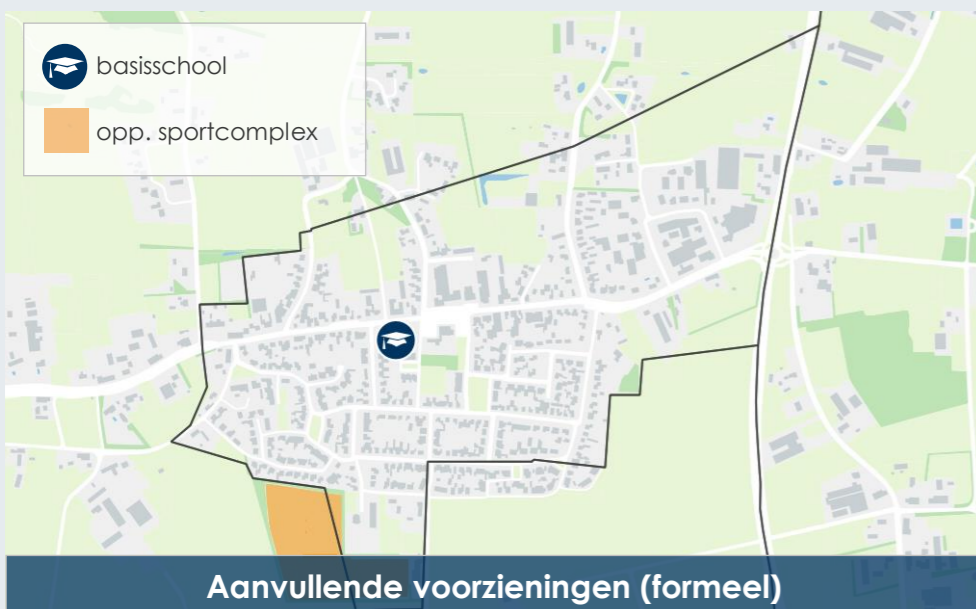 basisschool
opp. sportcomplex
Aanvullende voorzieningen (formeel)